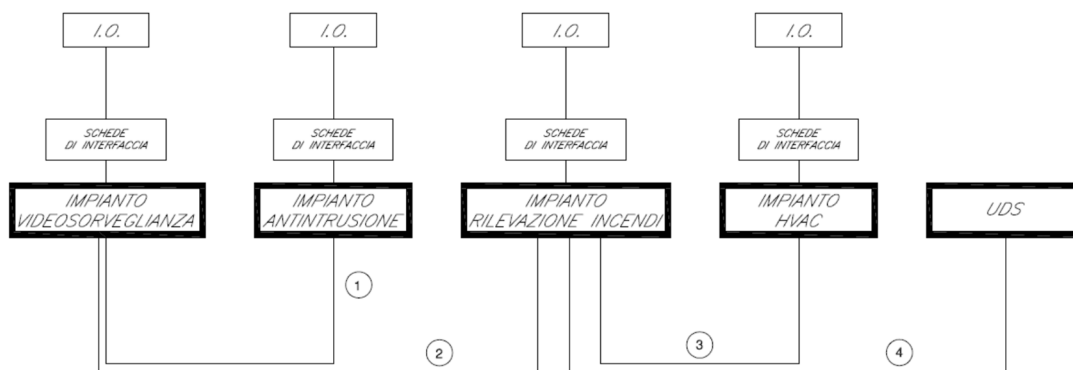 I.O.
I.O.
I.O.
I.O.
SCHEDE
DI INTERFACCIA
SCHEDE
DI INTERFACCIA
SCHEDE
DI INTERFACCIA
SCHEDE
DI INTERFACCIA
IMPIANTO
VIDEOSORVEGLIANZA
IMPIANTO
ANTINTRUSIONE
IMPIANTO
RILEVAZIONE INCENDI
IMPIANTO
HVAC
UDS
1
2
3
4